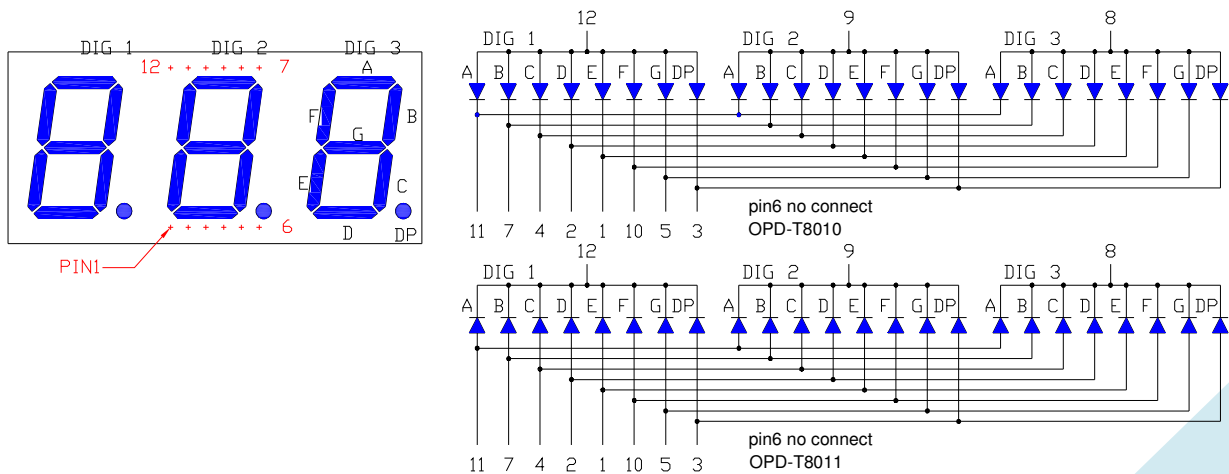 DIG 1 DIG 2 DIG 3
12 7
A
F B
G
E C
D DP
6
PIN1
12 9 8
DIG 1 DIG 2 DIG 3
A B C D E F G DP A B C D E F G DP A B C D E F G DP
11 7 4 2 1 10 5 3
pin6 no connect
OPD-T8010
12 9 8
DIG 1 DIG 2 DIG 3
A B C D E F G DP A B C D E F G DP A B C D E F G DP
11 7 4 2 1 10 5 3
pin6 no connect
OPD-T8011